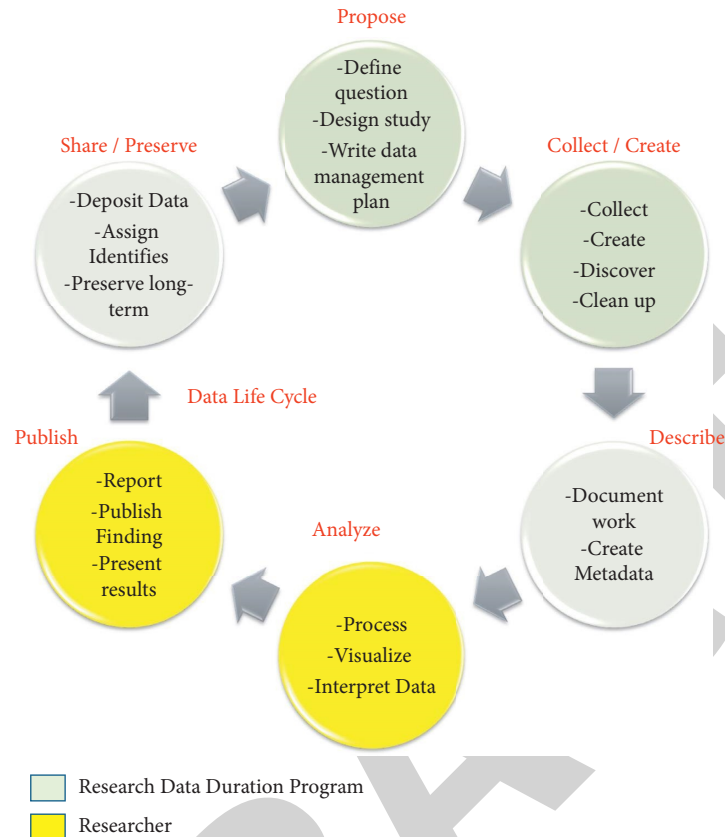 Propose
-Define
question
-Design study
-Write data
management
plan
Collect / Create
-Collect
-Create
-Discover
-Clean up
Describe
-Document
work
-Create
Metadata
Analyze
-Process
-Visualize
-Interpret Data
Publish
-Report
-Publish
Finding
-Present
results
Share / Preserve
-Deposit Data
-Assign
Identifies
-Preserve long-
term
Data Life Cycle
Research Data Duration Program
Researcher